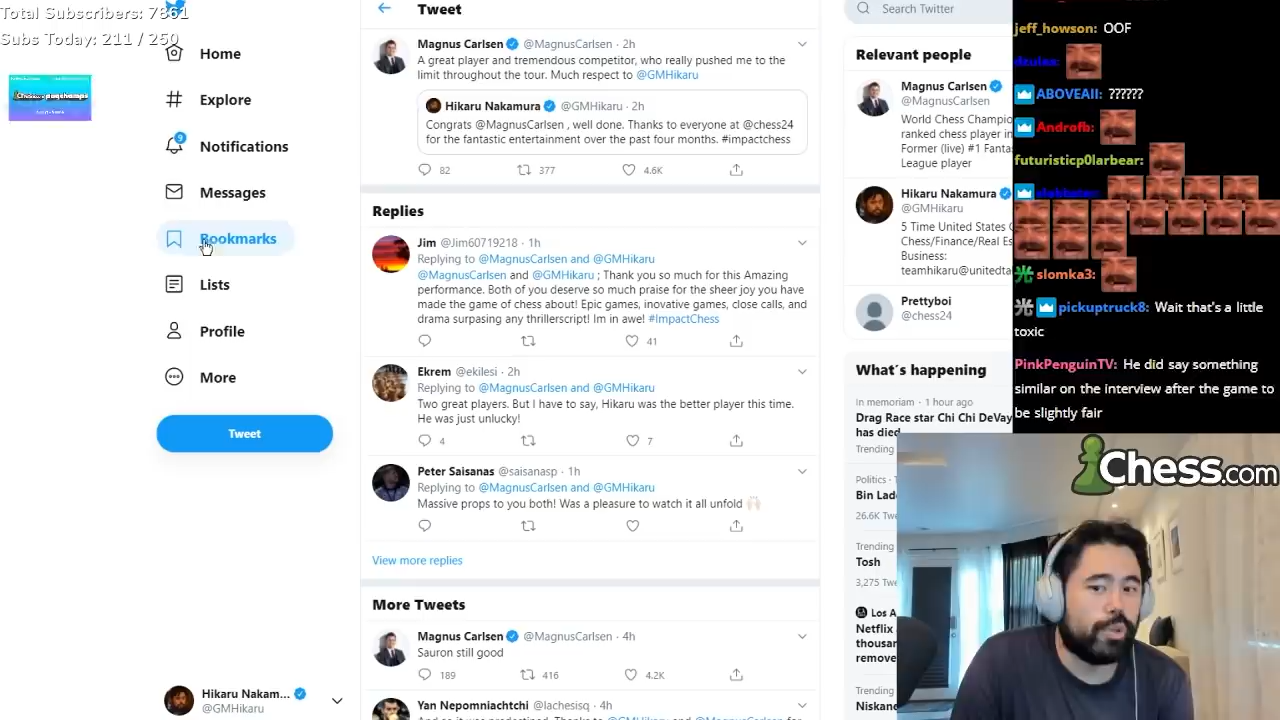 Total Subscribers: 7861
Subs Today: 211 / 250
Home
Explore
9
Notifications
Messages
Bookmarks
Lists
Profile
More
Tweet
Hikaru Nakam...
@GMHikaru
Tweet
Magnus Carlsen @MagnusCarlsen · 2h
A great player and tremendous competitor, who really pushed me to the
limit throughout the tour. Much respect to @GMHikaru
Hikaru Nakamura @GMHikaru · 2h
Congrats @MagnusCarlsen , well done. Thanks to everyone at @chess24
for the fantastic entertainment over the past four months. #impactchess
82 377 4.6K
Replies
Jim @Jim60719218 · 1h
Replying to @MagnusCarlsen and @GMHikaru
@MagnusCarlsen and @GMHikaru ; Thank you so much for this Amazing
performance. Both of you deserve so much praise for the sheer joy you have
made the game of chess about! Epic games, inovative games, close calls, and
drama surpasing any thrillerscript! Im in awe! #ImpactChess
41
Ekrem @ekilesi · 2h
Replying to @MagnusCarlsen and @GMHikaru
Two great players. But I have to say, Hikaru was the better player this time.
He was just unlucky!
4 7
Peter Saisanas @saisanasp · 1h
Replying to @MagnusCarlsen and @GMHikaru
Massive props to you both! Was a pleasure to watch it all unfold 🙌🏻
View more replies
More Tweets
Magnus Carlsen @MagnusCarlsen · 4h
Sauron still good
189 416 4.2K
Yan Nepomniachtchi @lachesisq · 4h
Search Twitter
Relevant people
Magnus Carlsen
@MagnusCarlsen
World Chess Champio
ranked chess player in
Former (live) #1 Fanta
League player
Hikaru Nakamura
@GMHikaru
5 Time United States C
Chess/Finance/Real Es
Business:
teamhikaru@unitedta
Prettyboi
@chess24
What´s happening
In memoriam · 1 hour ago
Drag Race star Chi Chi DeVay
has died
Trending
Politics ·
Bin Lade
26.6K Twe
Trending
Tosh
3,275 Twe
Los A
Netflix
thousan
remove
Trending
Niskane
jeff_howson: OOF
ABOVEAll: ??????
Androfb:
futuristicp0larbear:
光 slomka3:
光 pickuptruck8: Wait that's a little
toxic
PinkPenguinTV: He did say something
similar on the interview after the game to
be slightly fair
Chess.com